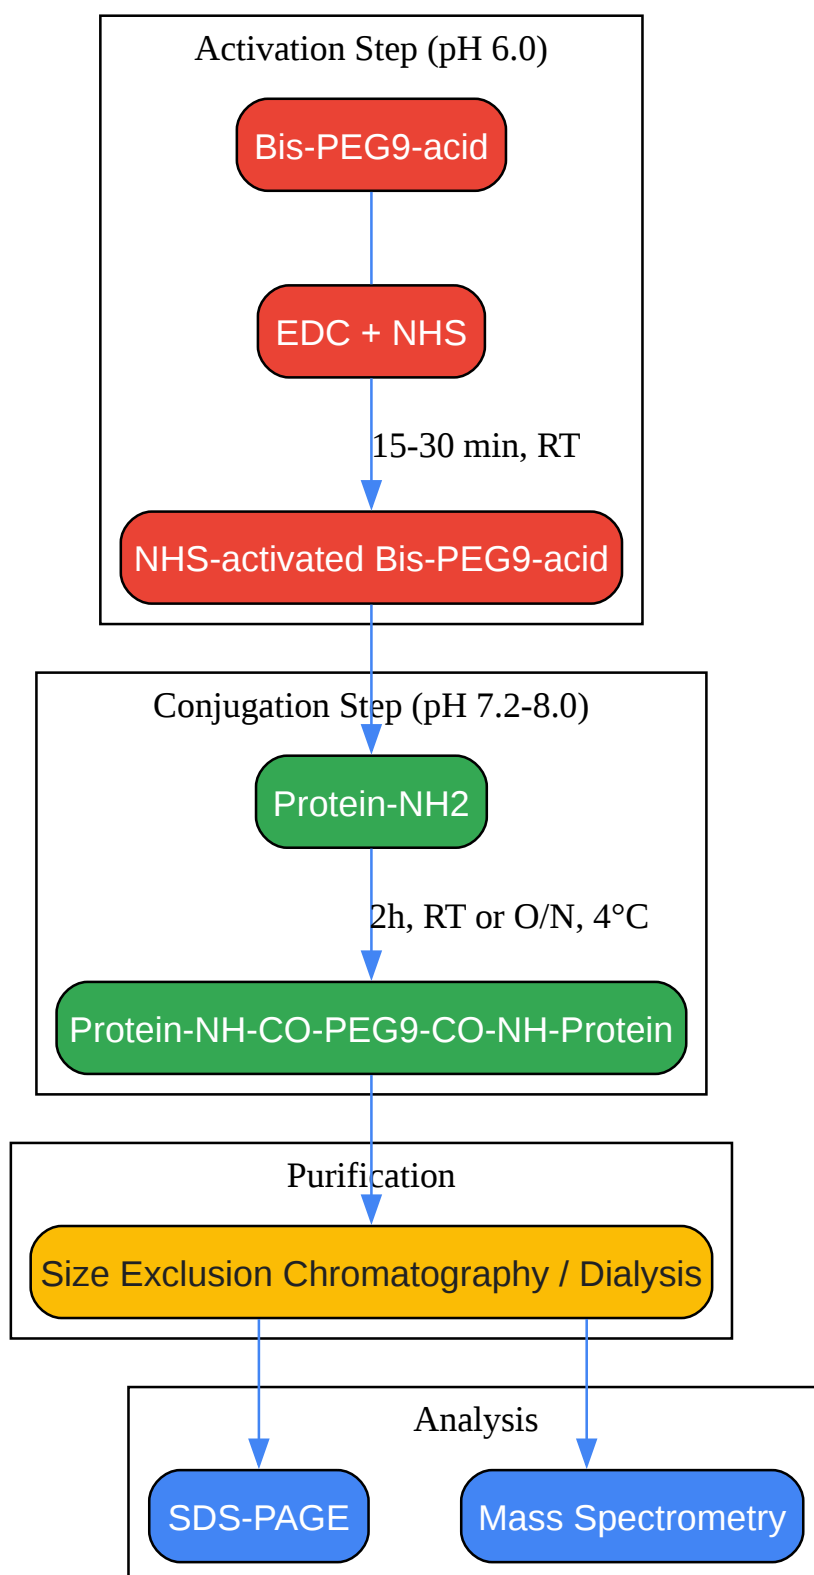 Activation Step (pH 6.0)
Bis-PEG9-acid
EDC + NHS
15-30 min, RT
NHS-activated Bis-PEG9-acid
Conjugation Step (pH 7.2-8.0)
Protein-NH2
2h, RT or O/N, 4°C
Protein-NH-CO-PEG9-CO-NH-Protein
Purification
Size Exclusion Chromatography / Dialysis
Analysis
SDS-PAGE
Mass Spectrometry